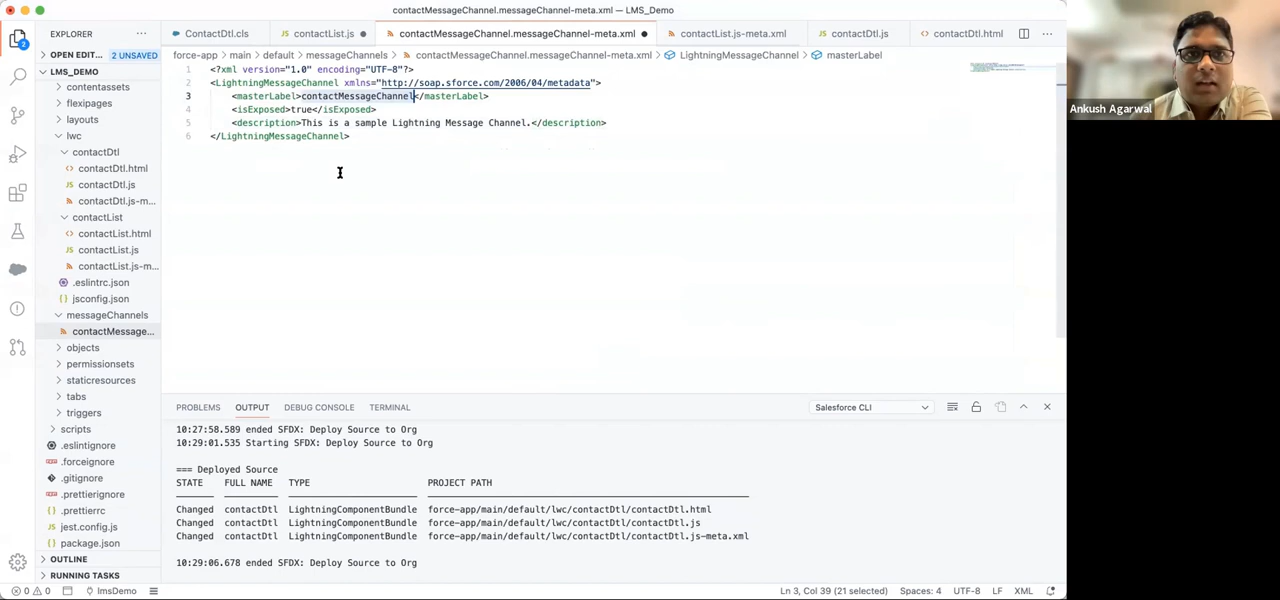 contactMessageChannel.messageChannel-meta.xml — LMS_Demo
EXPLORER
ContactDtl.cls
contactList.js
contactMessageChannel.messageChannel-meta.xml
contactList.js-meta.xml
contactDtl.js
contactDtl.html
OPEN EDIT... 2 UNSAVED
force-app > main > default > messageChannels > contactMessageChannel.messageChannel-meta.xml > LightningMessageChannel > masterLabel
LMS_DEMO
contentassets
flexipages
layouts
lwc
contactDtl
contactDtl.html
contactDtl.js
contactDtl.js-m...
contactList
contactList.html
contactList.js
contactList.js-m...
.eslintrc.json
jsconfig.json
messageChannels
contactMessage...
objects
permissionsets
staticresources
tabs
triggers
scripts
.eslintignore
.forceignore
.gitignore
.prettierignore
.prettierrc
jest.config.js
package.json
OUTLINE
RUNNING TASKS
1 <?xml version="1.0" encoding="UTF-8"?>
2 <LightningMessageChannel xmlns="http://soap.sforce.com/2006/04/metadata">
3 <masterLabel>contactMessageChannel</masterLabel>
4 <isExposed>true</isExposed>
5 <description>This is a sample Lightning Message Channel.</description>
6 </LightningMessageChannel>
PROBLEMS OUTPUT DEBUG CONSOLE TERMINAL
Salesforce CLI
10:27:58.589 ended SFDX: Deploy Source to Org
10:29:01.535 Starting SFDX: Deploy Source to Org
=== Deployed Source
STATE FULL NAME TYPE PROJECT PATH
Changed contactDtl LightningComponentBundle force-app/main/default/lwc/contactDtl/contactDtl.html
Changed contactDtl LightningComponentBundle force-app/main/default/lwc/contactDtl/contactDtl.js
Changed contactDtl LightningComponentBundle force-app/main/default/lwc/contactDtl/contactDtl.js-meta.xml
10:29:06.678 ended SFDX: Deploy Source to Org
0 0 lmsDemo
Ln 3, Col 39 (21 selected) Spaces: 4 UTF-8 LF XML
2
Ankush Agarwal